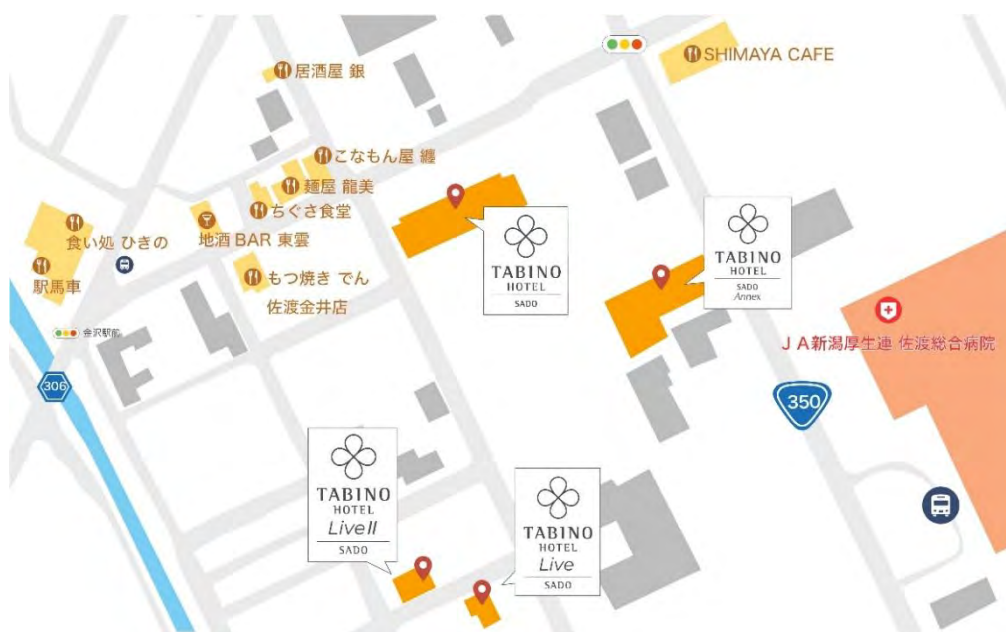 SHIMAYA CAFE
居酒屋 銀
こなもん屋 纏
麺屋 龍美
ちぐさ食堂
地酒 BAR 東雲
食い処 ひぎの
駅馬車
もつ焼き でん
佐渡金井店
金沢駅前
306
TABINO
HOTEL
SADO
TABINO
HOTEL
SADO
Annex
JA新潟厚生連 佐渡総合病院
350
TABINO
HOTEL
Live II
SADO
TABINO
HOTEL
Live
SADO